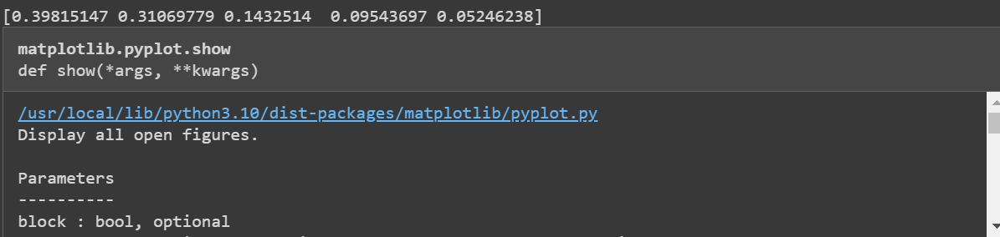 [0.39815147 0.31069779 0.1432514  0.09543697 0.05246238]
matplotlib.pyplot.show
def show(*args, **kwargs)
/usr/local/lib/python3.10/dist-packages/matplotlib/pyplot.py
Display all open figures.
Parameters
----------
block : bool, optional